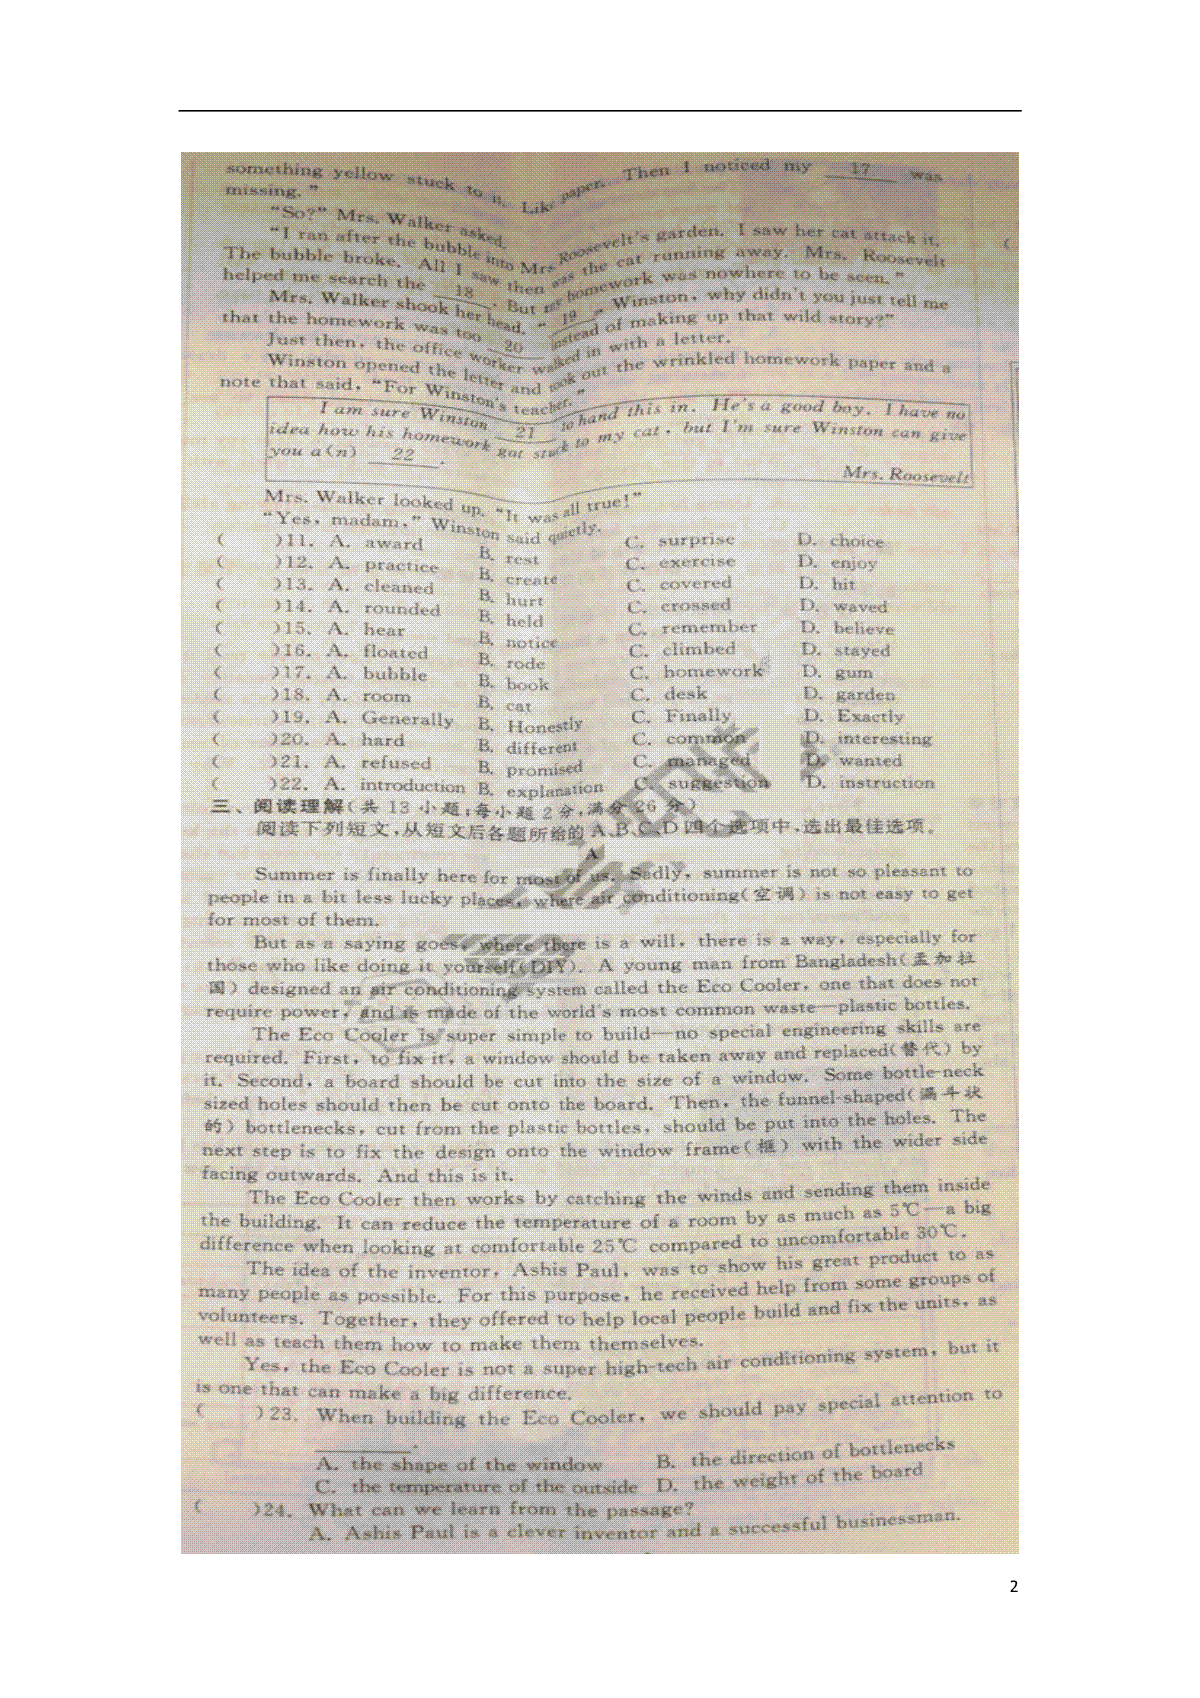 something yellow stuck to it. Like paper. Then I noticed my 17 was
missing.”
“So?” Mrs. Walker asked.
“I ran after the bubble into Mrs Roosevelt's garden. I saw her cat attack it.
The bubble broke. All I saw then was the cat running away. Mrs. Roosevelt
helped me search the 18 . But my homework was nowhere to be seen.”
Mrs. Walker shook her head. “ 19 , Winston, why didn't you just tell me
that the homework was too 20 instead of making up that wild story?”
Just then, the office worker walked in with a letter.
Winston opened the letter and took out the wrinkled homework paper and a
note that said, “For Winston's teacher.”
I am sure Winston 21 to hand this in. He's a good boy. I have no
idea how his homework got stuck to my cat, but I'm sure Winston can give
you a(n) 22 .
Mrs. Roosevelt
Mrs. Walker looked up. “It was all true!”
“Yes, madam,” Winston said quietly.
( )11. A. award B. rest C. surprise D. choice
( )12. A. practice B. create C. exercise D. enjoy
( )13. A. cleaned B. hurt C. covered D. hit
( )14. A. rounded B. held C. crossed D. waved
( )15. A. hear B. notice C. remember D. believe
( )16. A. floated B. rode C. climbed D. stayed
( )17. A. bubble B. book C. homework D. gum
( )18. A. room B. cat C. desk D. garden
( )19. A. Generally B. Honestly C. Finally D. Exactly
( )20. A. hard B. different C. common D. interesting
( )21. A. refused B. promised C. managed D. wanted
( )22. A. introduction B. explanation C. suggestion D. instruction
三、阅读理解(共 13 小题;每小题 2 分,满分 26 分)
阅读下列短文,从短文后各题所给的 A、B、C、D 四个选项中,选出最佳选项。
A
Summer is finally here for most of us. Sadly, summer is not so pleasant to
people in a bit less lucky places, where air conditioning(空调) is not easy to get
for most of them.
But as a saying goes, where there is a will, there is a way, especially for
those who like doing it yourself(DIY). A young man from Bangladesh(孟加拉
国) designed an air conditioning system called the Eco Cooler, one that does not
require power, and is made of the world's most common waste—plastic bottles.
The Eco Cooler is super simple to build—no special engineering skills are
required. First, to fix it, a window should be taken away and replaced(替代) by
it. Second, a board should be cut into the size of a window. Some bottle-neck
sized holes should then be cut onto the board. Then, the funnel-shaped(漏斗状
的) bottlenecks, cut from the plastic bottles, should be put into the holes. The
next step is to fix the design onto the window frame(框) with the wider side
facing outwards. And this is it.
The Eco Cooler then works by catching the winds and sending them inside
the building. It can reduce the temperature of a room by as much as 5℃—a big
difference when looking at comfortable 25℃ compared to uncomfortable 30℃.
The idea of the inventor, Ashis Paul, was to show his great product to as
many people as possible. For this purpose, he received help from some groups of
volunteers. Together, they offered to help local people build and fix the units, as
well as teach them how to make them themselves.
Yes, the Eco Cooler is not a super high-tech air conditioning system, but it
is one that can make a big difference.
( )23. When building the Eco Cooler, we should pay special attention to
.
A. the shape of the window B. the direction of bottlenecks
C. the temperature of the outside D. the weight of the board
( )24. What can we learn from the passage?
A. Ashis Paul is a clever inventor and a successful businessman.
2